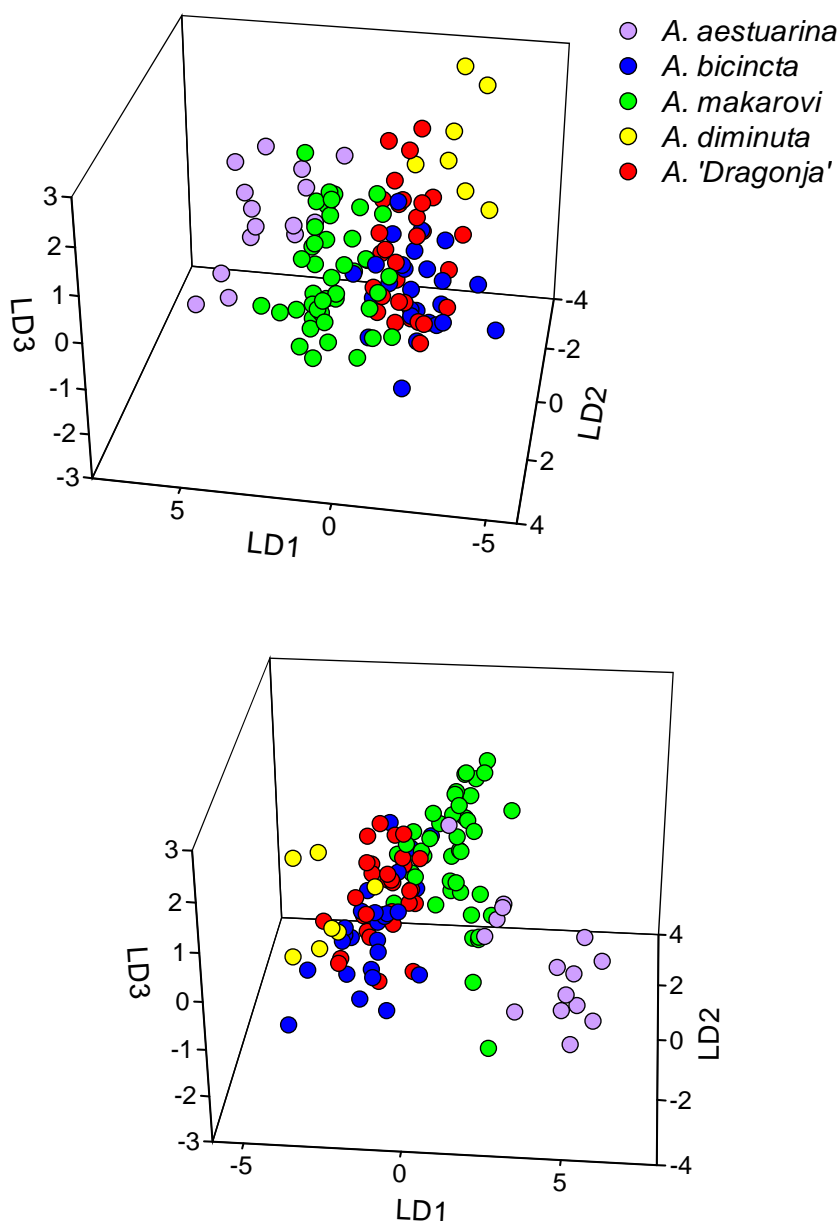 A. aestuarina
A. bicincta
A. makarovi
A. diminuta
A. 'Dragonja'
3
2
1
0
-1
-2
-3
LD3
5
0
-5
LD1
-4
-2
0
2
4
LD2
3
2
1
0
-1
-2
-3
LD3
-5
0
5
LD1
4
2
0
-2
-4
LD2